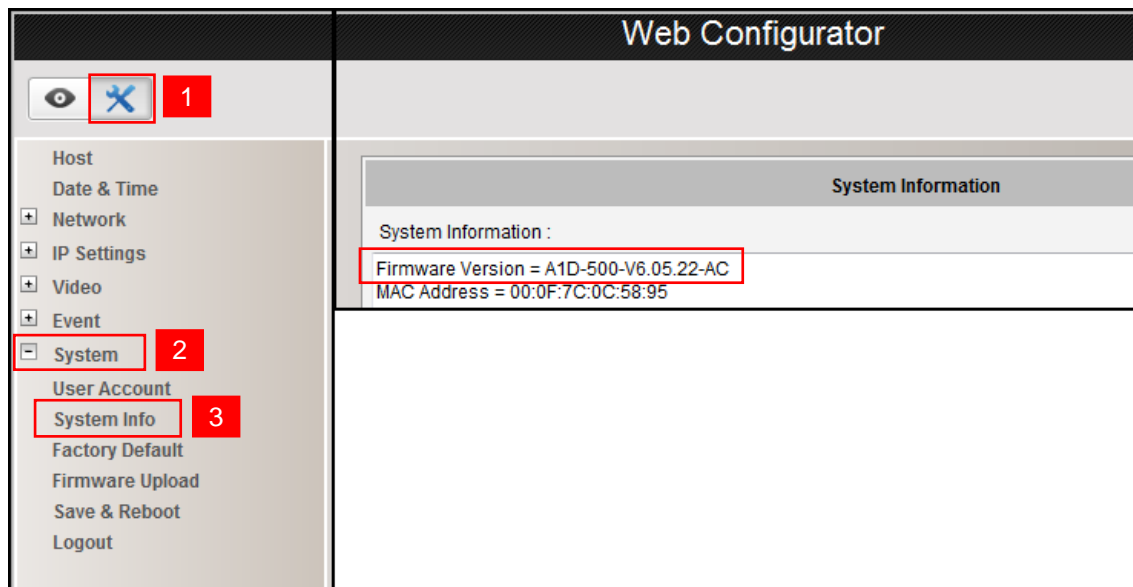 Web Configurator
1
Host
Date & Time
Network
IP Settings
Video
Event
System
2
User Account
System Info
3
Factory Default
Firmware Upload
Save & Reboot
Logout
System Information
System Information :
Firmware Version = A1D-500-V6.05.22-AC
MAC Address = 00:0F:7C:0C:58:95